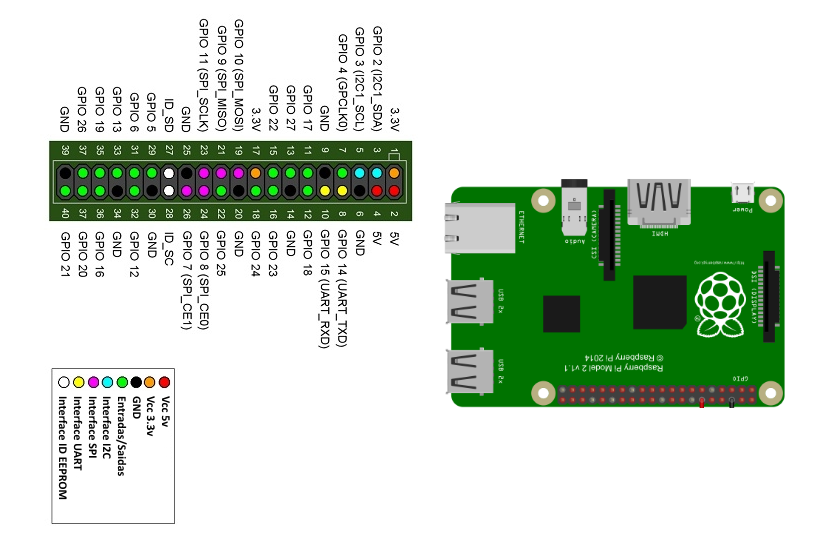 3.3V 1 2 5V
GPIO 2 (I2C1_SDA) 3 4 5V
GPIO 3 (I2C1_SCL) 5 6 GND
GPIO 4 (GPCLK0) 7 8 GPIO 14 (UART_TXD)
GND 9 10 GPIO 15 (UART_RXD)
GPIO 17 11 12 GPIO 18
GPIO 27 13 14 GND
GPIO 22 15 16 GPIO 23
3.3V 17 18 GPIO 24
GPIO 10 (SPI_MOSI) 19 20 GND
GPIO 9 (SPI_MISO) 21 22 GPIO 25
GPIO 11 (SPI_SCLK) 23 24 GPIO 8 (SPI_CE0)
GND 25 26 GPIO 7 (SPI_CE1)
ID_SD 27 28 ID_SC
GPIO 5 29 30 GND
GPIO 6 31 32 GPIO 12
GPIO 13 33 34 GND
GPIO 19 35 35 GPIO 16
GPIO 26 37 37 GPIO 20
GND 39 40 GPIO 21
Vcc 5v
Vcc 3.3v
GND
Entradas/Saidas
Interface I2C
Interface SPI
Interface UART
Interface ID EEPROM
GPIO
Raspberry Pi Model 2 v1.1
© Raspberry Pi 2014
USB 2x
USB 2x
ETHERNET
DSI (DISPLAY)
http://www.raspberrypi.org
CSI (CAMERA)
Audio
HDMI
Power
®